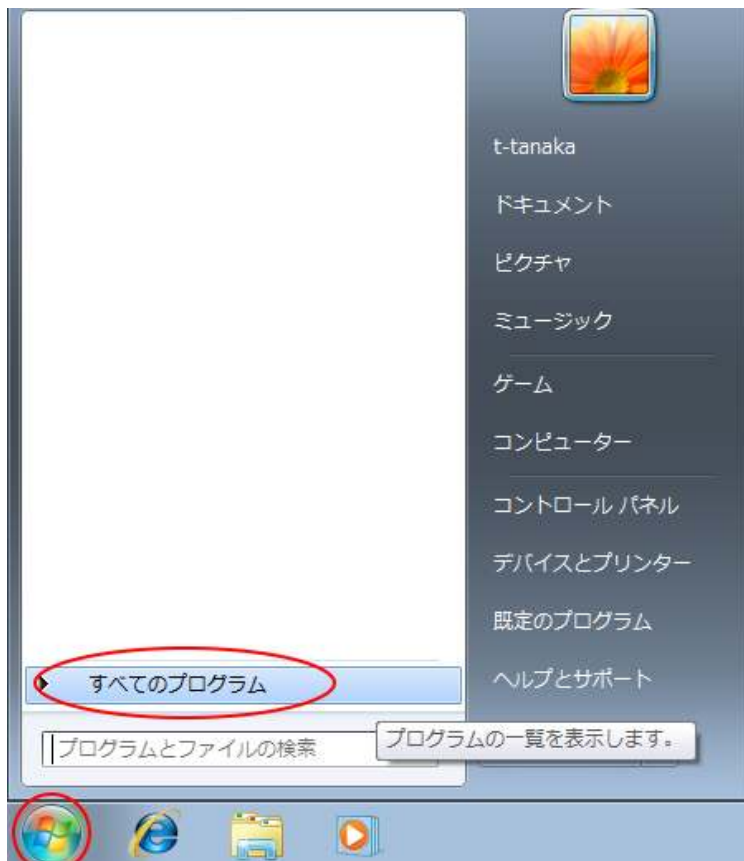 t-tanaka
ドキュメント
ピクチャ
ミュージック
ゲーム
コンピューター
コントロール パネル
デバイスとプリンター
既定のプログラム
ヘルプとサポート
すべてのプログラム
プログラムとファイルの検索
プログラムの一覧を表示します。